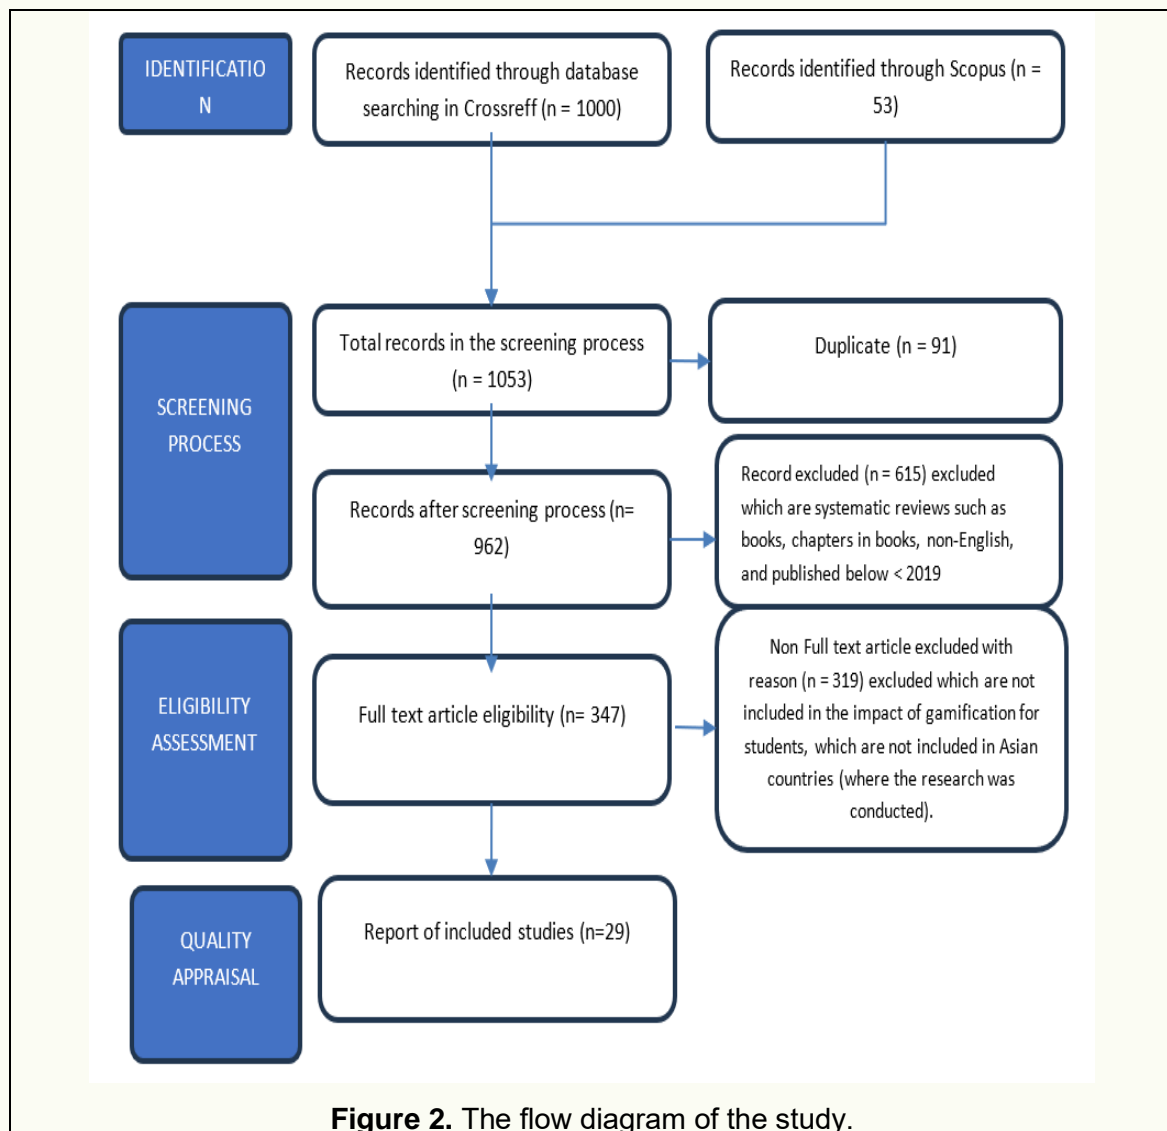 IDENTIFICATIO
N
Records identified through database
searching in Crossreff (n = 1000)
Records identified through Scopus (n =
53)
SCREENING
PROCESS
Total records in the screening process
(n = 1053)
Duplicate (n = 91)
Records after screening process (n=
962)
Record excluded (n = 615) excluded
which are systematic reviews such as
books, chapters in books, non-English,
and published below < 2019
ELIGIBILITY
ASSESSMENT
Full text article eligibility (n= 347)
Non Full text article excluded with
reason (n = 319) excluded which are not
included in the impact of gamification for
students, which are not included in Asian
countries (where the research was
conducted).
QUALITY
APPRAISAL
Report of included studies (n=29)
Figure 2. The flow diagram of the study.